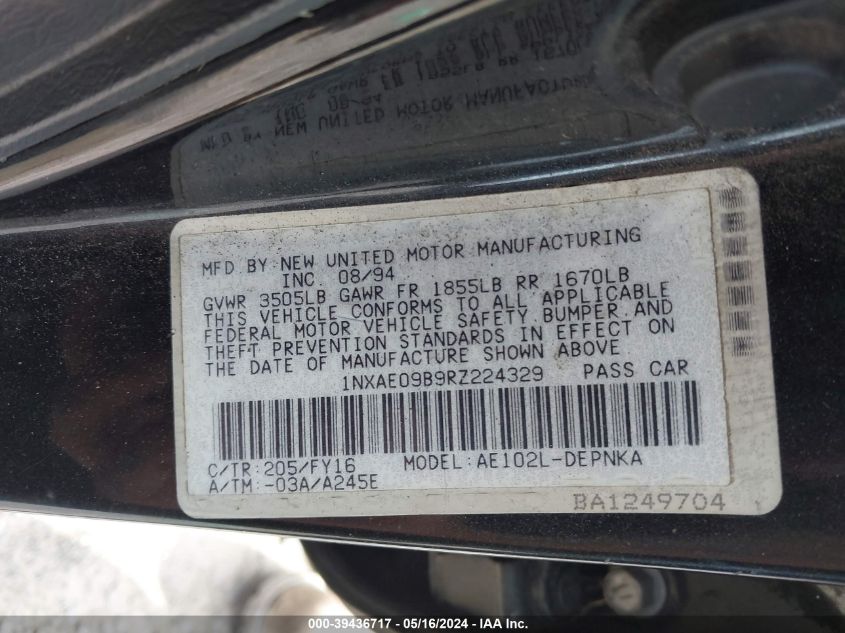 MFD BY NEW UNITED MOTOR MANUFACTURING
INC. 08/94
GVWR 3505LB GAWR FR 1855LB RR 1670LB
THIS VEHICLE CONFORMS TO ALL APPLICABLE
FEDERAL MOTOR VEHICLE SAFETY,BUMPER,AND
THEFT PREVENTION STANDARDS IN EFFECT ON
THE DATE OF MANUFACTURE SHOWN ABOVE.
1NXAE09B9RZ224329 PASS CAR
C/TR:205/FY16 MODEL:AE102L-DEPNKA
A/TM:-03A/A245E
BA1249704
000-39436717 - 05/16/2024 - AE Inc.